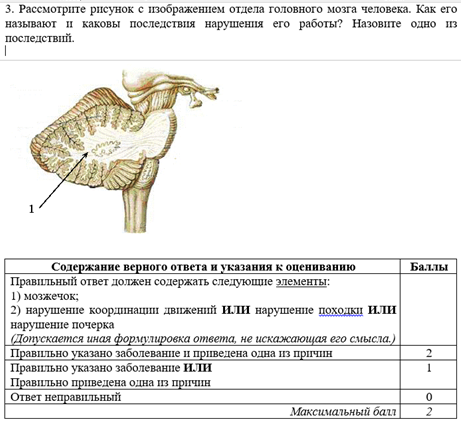 3. Рассмотрите рисунок с изображением отдела головного мозга человека. Как его
называют и каковы последствия нарушения его работы? Назовите одно из
последствий.
1
Содержание верного ответа и указания к оцениванию Баллы
Правильный ответ должен содержать следующие элементы:
1) мозжечок;
2) нарушение координации движений ИЛИ нарушение походки ИЛИ
нарушение почерка
(Допускается иная формулировка ответа, не искажающая его смысла.)
Правильно указано заболевание и приведена одна из причин 2
Правильно указано заболевание ИЛИ 1
Правильно приведена одна из причин
Ответ неправильный 0
Максимальный балл 2